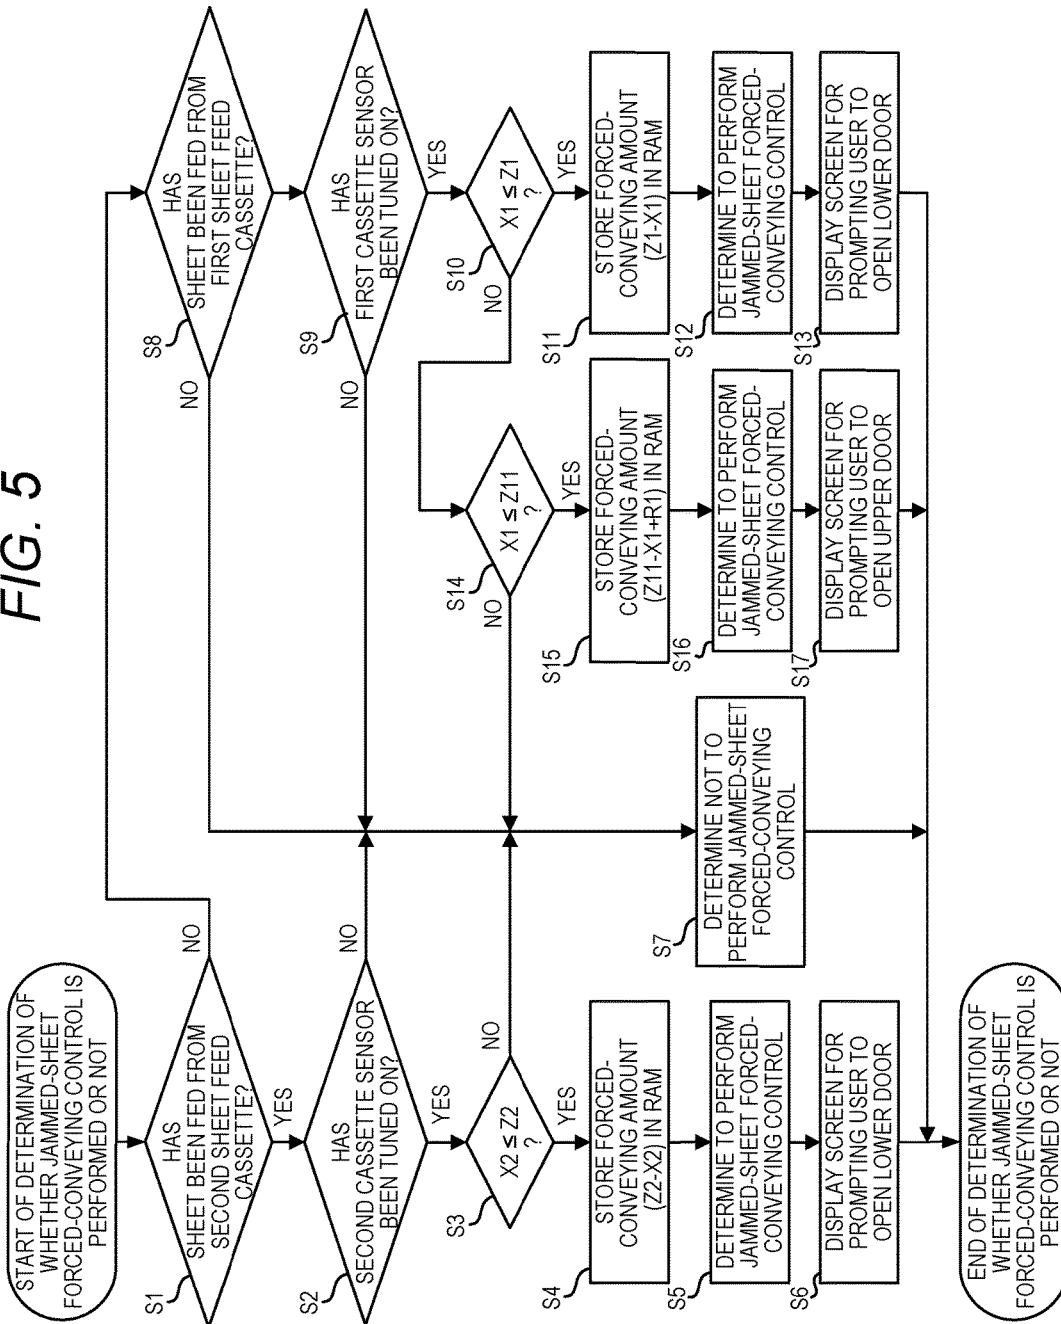 FIG. 5
START OF DETERMINATION OF
WHETHER JAMMED-SHEET
FORCED-CONVEYING CONTROL IS
PERFORMED OR NOT
S1
HAS
SHEET BEEN FED FROM
SECOND SHEET FEED
CASSETTE?
NO
YES
S2
HAS
SECOND CASSETTE SENSOR
BEEN TUNED ON?
NO
YES
S3
X2 ≤ Z2
?
NO
YES
S4
STORE FORCED-
CONVEYING AMOUNT
(Z2-X2) IN RAM
S5
DETERMINE TO PERFORM
JAMMED-SHEET FORCED-
CONVEYING CONTROL
S6
DISPLAY SCREEN FOR
PROMPTING USER TO
OPEN LOWER DOOR
S7
DETERMINE NOT TO
PERFORM JAMMED-SHEET
FORCED-CONVEYING
CONTROL
S8
HAS
SHEET BEEN FED FROM
FIRST SHEET FEED
CASSETTE?
NO
S9
HAS
FIRST CASSETTE SENSOR
BEEN TUNED ON?
NO
YES
S10
X1 ≤ Z1
?
NO
YES
S11
STORE FORCED-
CONVEYING AMOUNT
(Z1-X1) IN RAM
S12
DETERMINE TO PERFORM
JAMMED-SHEET FORCED-
CONVEYING CONTROL
S13
DISPLAY SCREEN FOR
PROMPTING USER TO
OPEN LOWER DOOR
S14
X1 ≤ Z11
?
NO
YES
S15
STORE FORCED-
CONVEYING AMOUNT
(Z11-X1+R1) IN RAM
S16
DETERMINE TO PERFORM
JAMMED-SHEET FORCED-
CONVEYING CONTROL
S17
DISPLAY SCREEN FOR
PROMPTING USER TO
OPEN UPPER DOOR
END OF DETERMINATION OF
WHETHER JAMMED-SHEET
FORCED-CONVEYING CONTROL IS
PERFORMED OR NOT